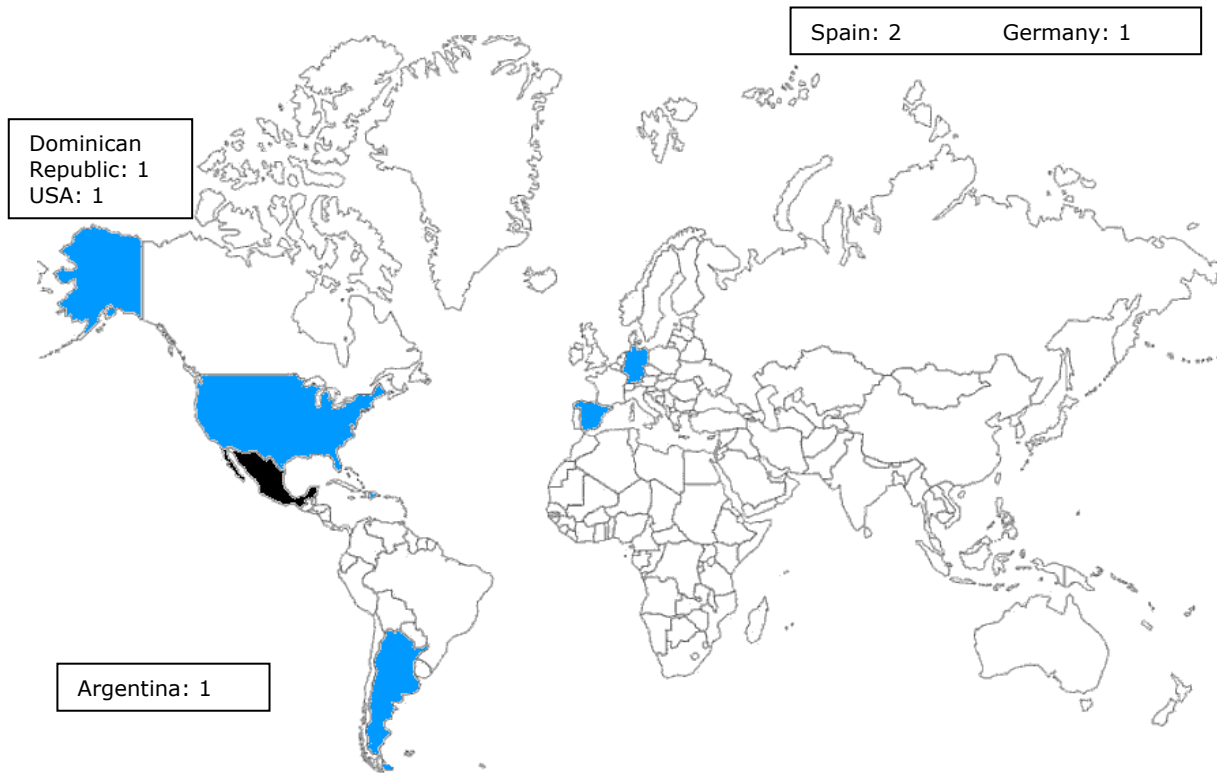 Spain: 2 Germany: 1
Dominican
Republic: 1
USA: 1
Argentina: 1